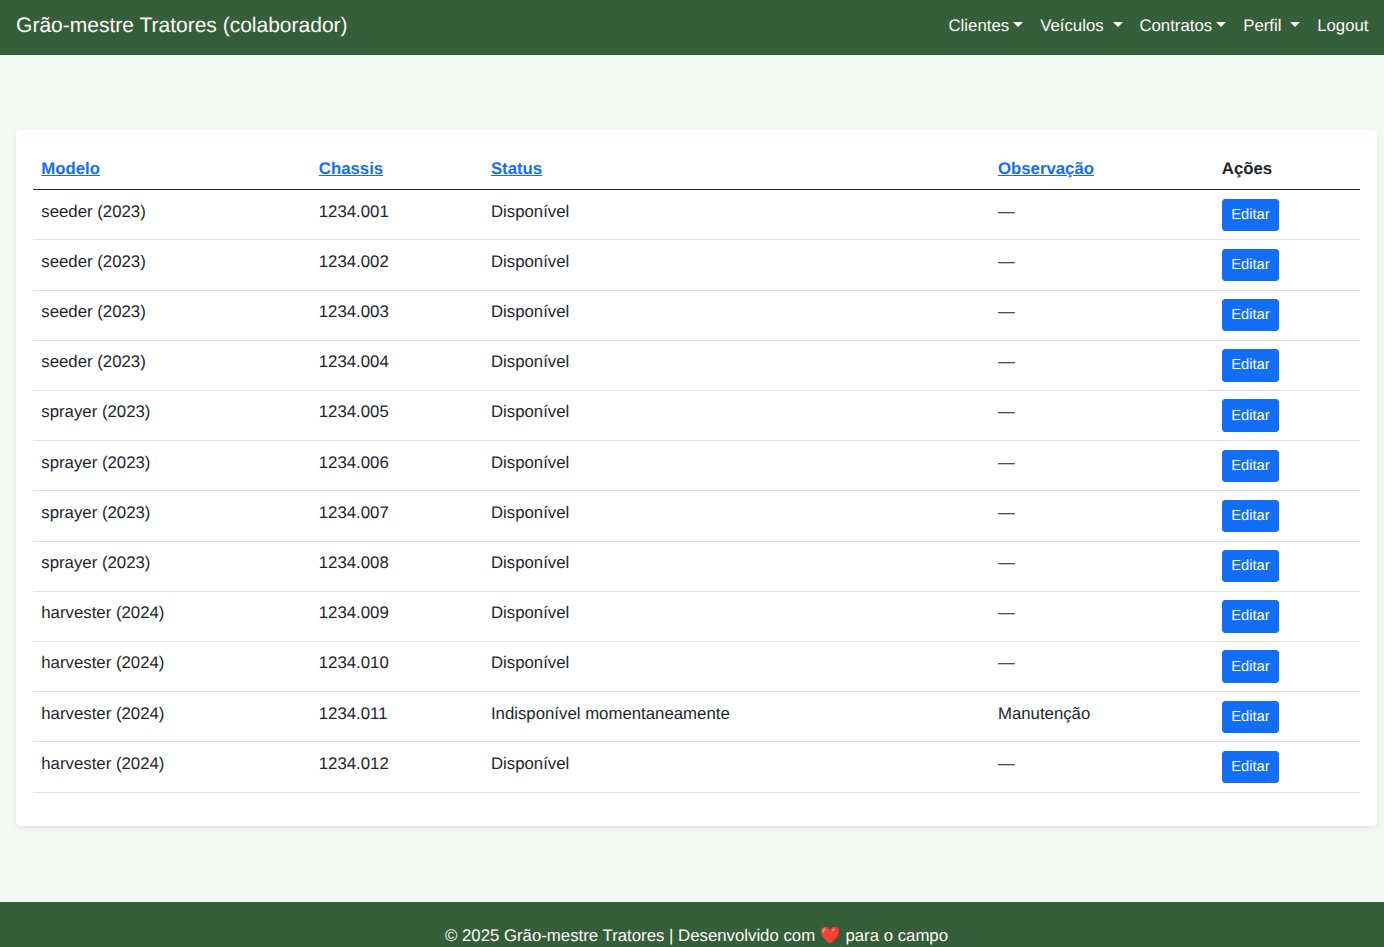 Grão-mestre Tratores (colaborador) Clientes Veículos Contratos Perfil Logout
Modelo Chassis Status Observação Ações
seeder (2023) 1234.001 Disponível — Editar
seeder (2023) 1234.002 Disponível — Editar
seeder (2023) 1234.003 Disponível — Editar
seeder (2023) 1234.004 Disponível — Editar
sprayer (2023) 1234.005 Disponível — Editar
sprayer (2023) 1234.006 Disponível — Editar
sprayer (2023) 1234.007 Disponível — Editar
sprayer (2023) 1234.008 Disponível — Editar
harvester (2024) 1234.009 Disponível — Editar
harvester (2024) 1234.010 Disponível — Editar
harvester (2024) 1234.011 Indisponível momentaneamente Manutenção Editar
harvester (2024) 1234.012 Disponível — Editar
© 2025 Grão-mestre Tratores | Desenvolvido com ❤️ para o campo